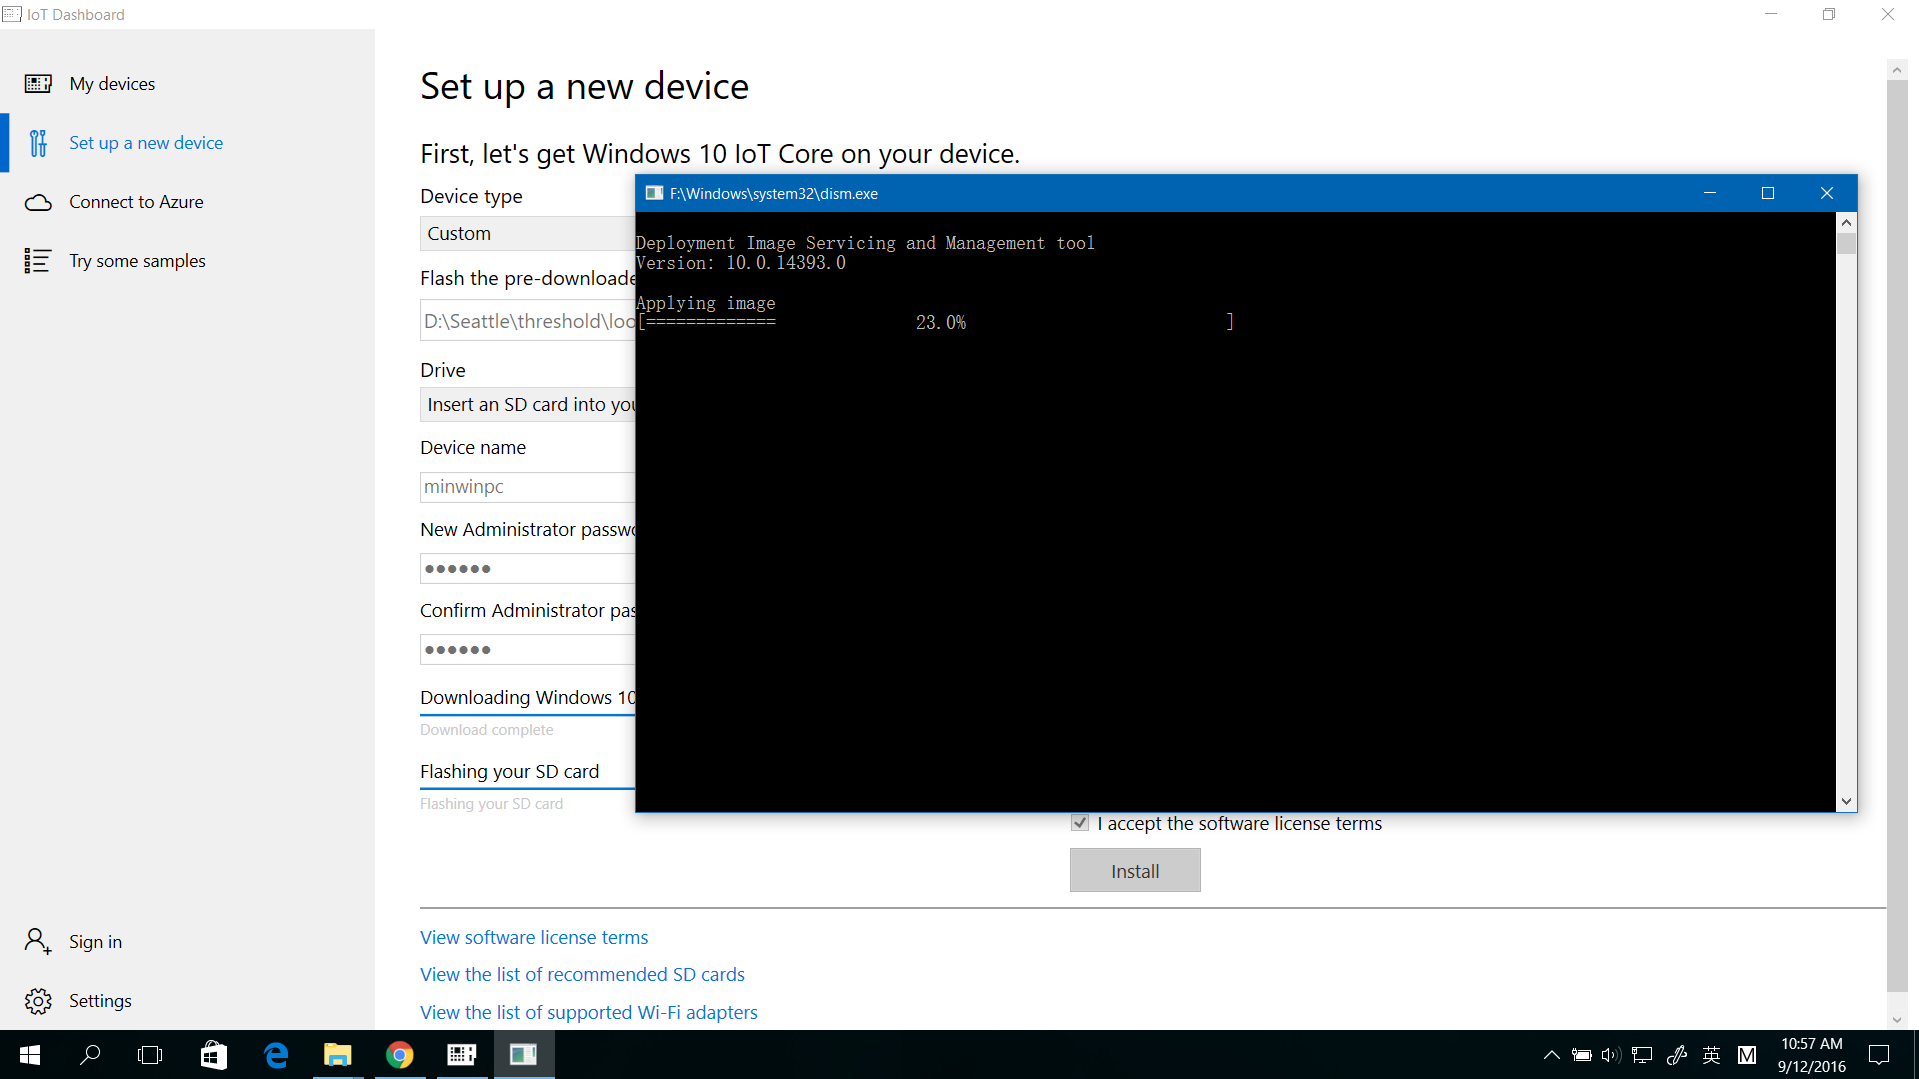 IoT Dashboard
My devices
Set up a new device
Connect to Azure
Try some samples
Sign in
Settings
Set up a new device
First, let's get Windows 10 IoT Core on your device.
Device type
Custom
Flash the pre-downloade
D:\Seattle\threshold\loc
Drive
Insert an SD card into you
Device name
minwinpc
New Administrator passwo
●●●●●●
Confirm Administrator pas
●●●●●●
Downloading Windows 10
Download complete
Flashing your SD card
Flashing your SD card
F:\Windows\system32\dism.exe
Deployment Image Servicing and Management tool
Version: 10.0.14393.0
Applying image
[============= 23.0% ]
I accept the software license terms
Install
View software license terms
View the list of recommended SD cards
View the list of supported Wi-Fi adapters
英 M
10:57 AM
9/12/2016